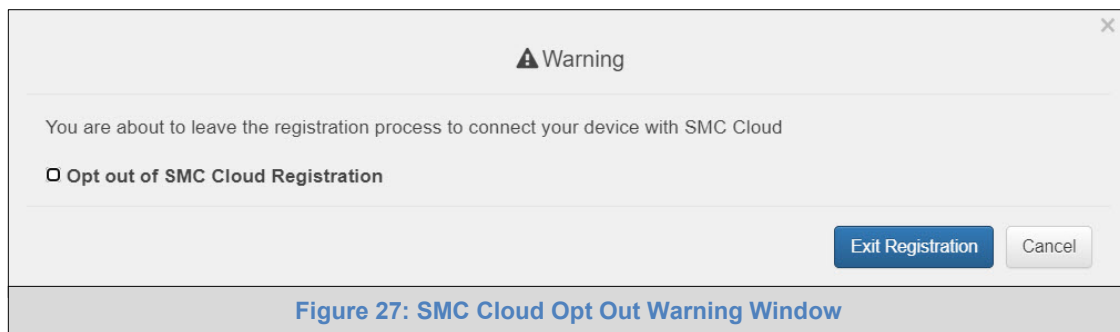 Warning
You are about to leave the registration process to connect your device with SMC Cloud
Opt out of SMC Cloud Registration
Exit Registration Cancel
Figure 27: SMC Cloud Opt Out Warning Window